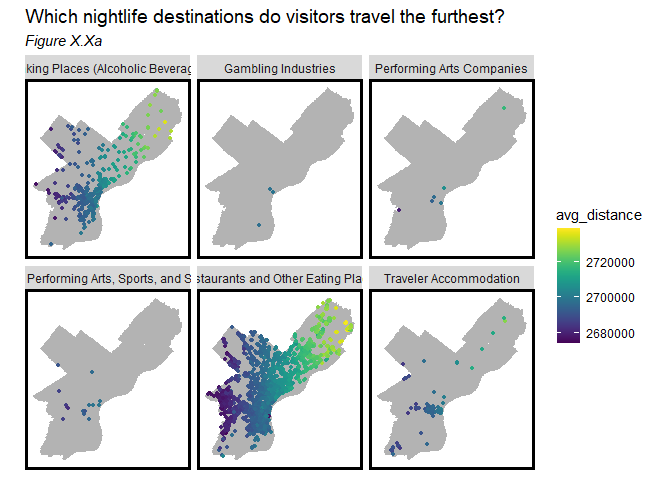 Which nightlife destinations do visitors travel the furthest?
Figure X.Xa
king Places (Alcoholic Beverag
Gambling Industries
Performing Arts Companies
Performing Arts, Sports, and S
staurants and Other Eating Pla
Traveler Accommodation
avg_distance
2720000
2700000
2680000